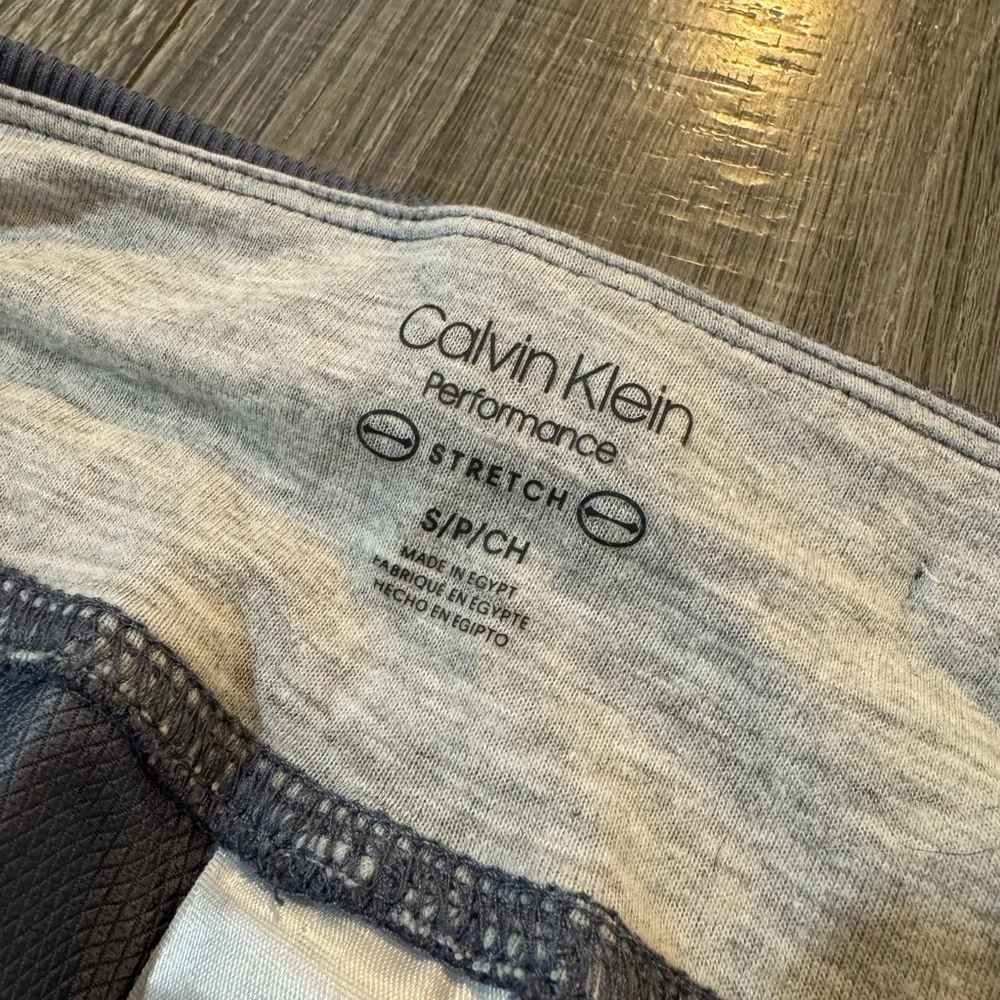 Calvin Klein
Performance
STRETCH
S/P/CH
MADE IN EGYPT
FABRIQUE EN EGYPTE
HECHO EN EGIPTO